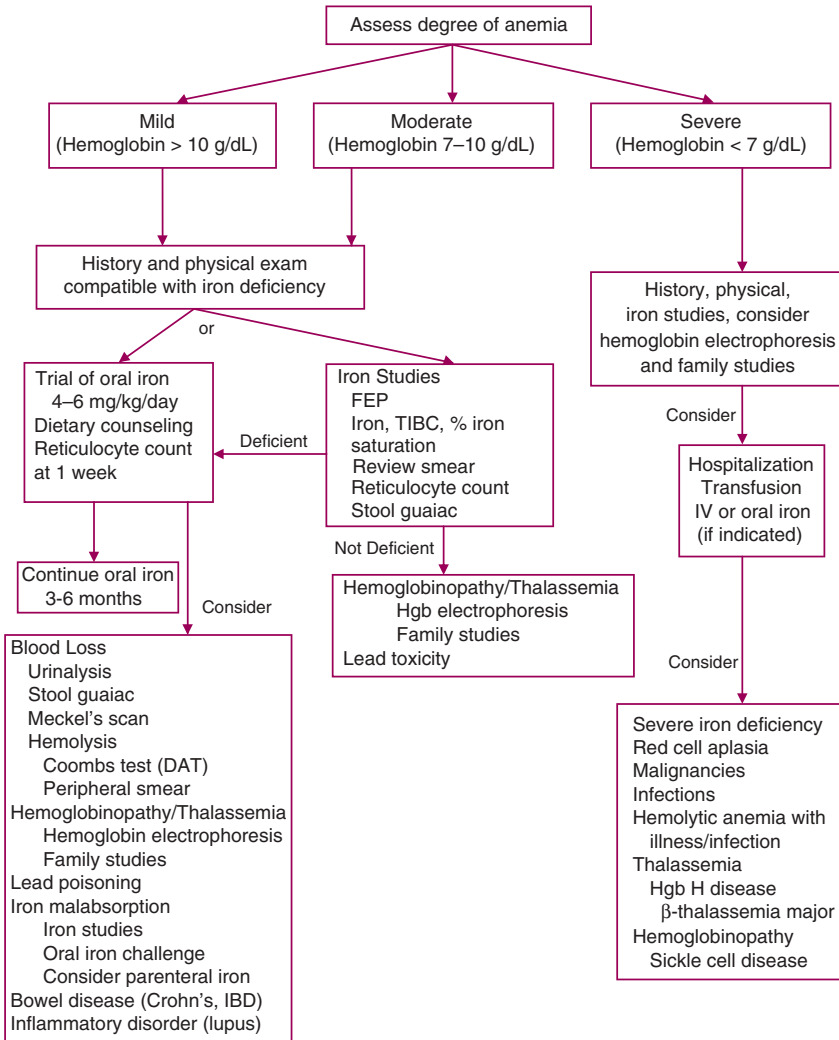 Assess degree of anemia
Mild
(Hemoglobin > 10 g/dL)
Moderate
(Hemoglobin 7–10 g/dL)
Severe
(Hemoglobin < 7 g/dL)
History and physical exam
compatible with iron deficiency
or
History, physical,
iron studies, consider
hemoglobin electrophoresis
and family studies
Trial of oral iron
4–6 mg/kg/day
Dietary counseling
Reticulocyte count
at 1 week
Deficient
Iron Studies
FEP
Iron, TIBC, % iron
saturation
Review smear
Reticulocyte count
Stool guaiac
Consider
Hospitalization
Transfusion
IV or oral iron
(if indicated)
Not Deficient
Continue oral iron
3-6 months
Consider
Hemoglobinopathy/Thalassemia
Hgb electrophoresis
Family studies
Lead toxicity
Consider
Blood Loss
Urinalysis
Stool guaiac
Meckel's scan
Hemolysis
Coombs test (DAT)
Peripheral smear
Hemoglobinopathy/Thalassemia
Hemoglobin electrophoresis
Family studies
Lead poisoning
Iron malabsorption
Iron studies
Oral iron challenge
Consider parenteral iron
Bowel disease (Crohn's, IBD)
Inflammatory disorder (lupus)
Severe iron deficiency
Red cell aplasia
Malignancies
Infections
Hemolytic anemia with
illness/infection
Thalassemia
Hgb H disease
β-thalassemia major
Hemoglobinopathy
Sickle cell disease